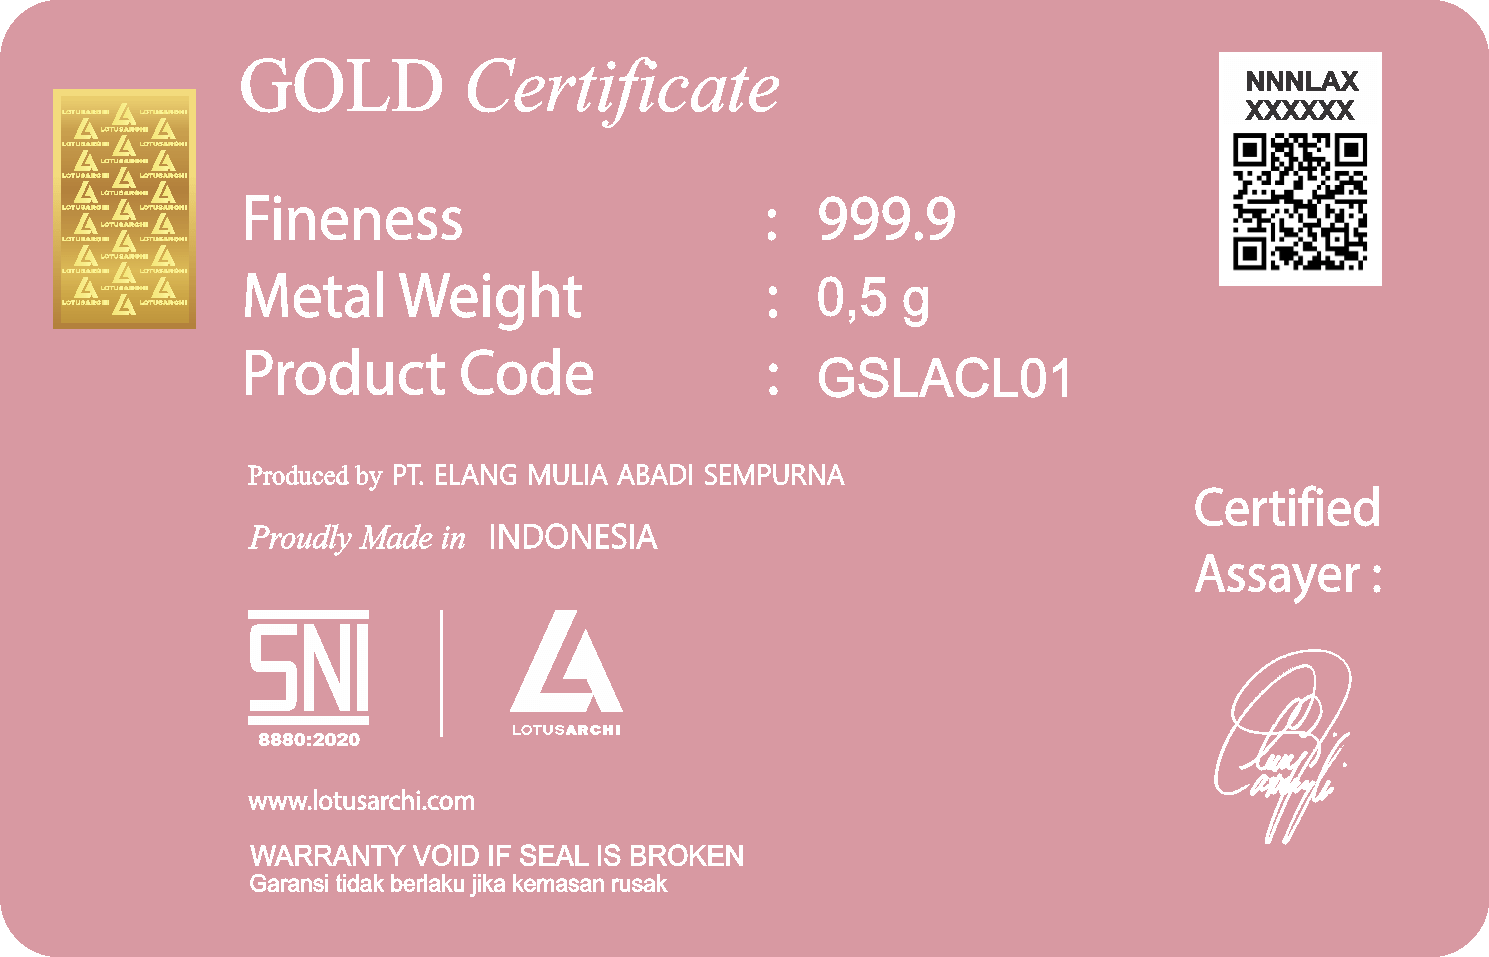 GOLD Certificate
NNNLAX
XXXXXX
Fineness : 999.9
Metal Weight : 0,5 g
Product Code : GSLACL01
Produced by PT. ELANG MULIA ABADI SEMPURNA
Proudly Made in INDONESIA
Certified
Assayer :
SNI
8880:2020
LOTUSARCHI
www.lotusarchi.com
WARRANTY VOID IF SEAL IS BROKEN
Garansi tidak berlaku jika kemasan rusak